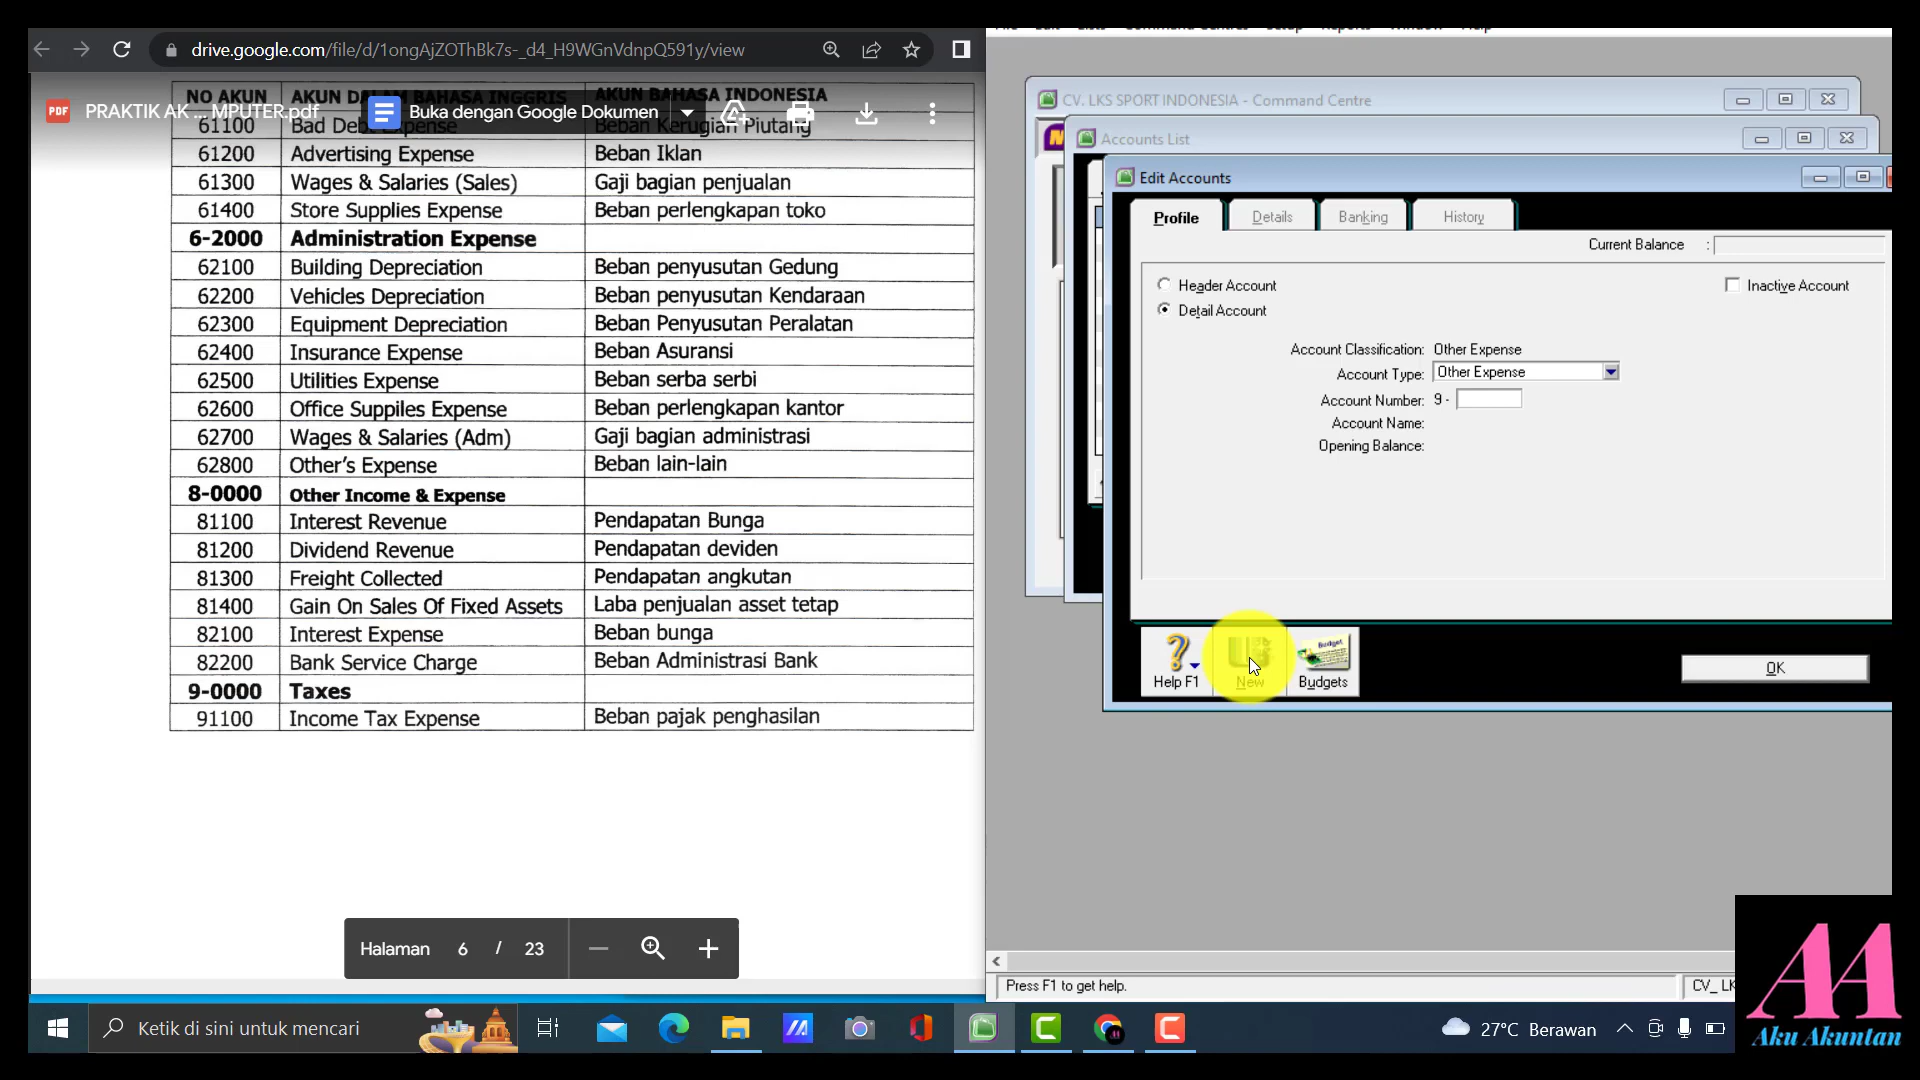 drive.google.com/file/d/1ongAjZOThBk7s-_d4_H9WGnVdnpQ591y/view
PRAKTIK AK ... MPUTER.pdf
Buka dengan Google Dokumen
NO AKUN AKUN DALAM BAHASA INGGRIS AKUN BAHASA INDONESIA
61100 Bad Debt Expense Beban Kerugian Piutang
61200 Advertising Expense Beban Iklan
61300 Wages & Salaries (Sales) Gaji bagian penjualan
61400 Store Supplies Expense Beban perlengkapan toko
6-2000 Administration Expense
62100 Building Depreciation Beban penyusutan Gedung
62200 Vehicles Depreciation Beban penyusutan Kendaraan
62300 Equipment Depreciation Beban Penyusutan Peralatan
62400 Insurance Expense Beban Asuransi
62500 Utilities Expense Beban serba serbi
62600 Office Suppiles Expense Beban perlengkapan kantor
62700 Wages & Salaries (Adm) Gaji bagian administrasi
62800 Other's Expense Beban lain-lain
8-0000 Other Income & Expense
81100 Interest Revenue Pendapatan Bunga
81200 Dividend Revenue Pendapatan deviden
81300 Freight Collected Pendapatan angkutan
81400 Gain On Sales Of Fixed Assets Laba penjualan asset tetap
82100 Interest Expense Beban bunga
82200 Bank Service Charge Beban Administrasi Bank
9-0000 Taxes
91100 Income Tax Expense Beban pajak penghasilan
Halaman 6 / 23
CV. LKS SPORT INDONESIA - Command Centre
Accounts List
Edit Accounts
Profile Details Banking History
Current Balance :
Header Account
Inactive Account
Detail Account
Account Classification: Other Expense
Account Type: Other Expense
Account Number: 9 -
Account Name:
Opening Balance:
Budget
Help F1 New Budgets
OK
Press F1 to get help.
CV_ LK
Ketik di sini untuk mencari
27°C Berawan
AA
Aku Akuntan